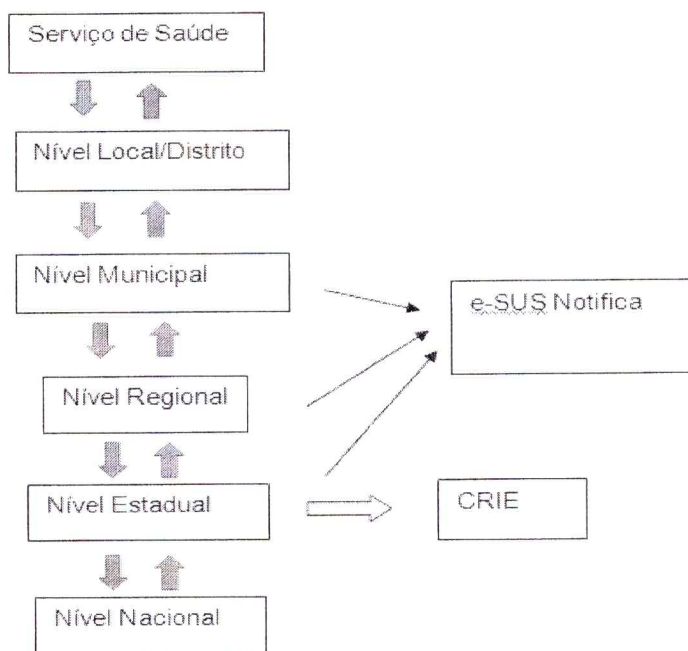 Serviço de Saúde
Nível Local/Distrito
Nível Municipal
e-SUS Notifica
Nível Regional
Nível Estadual
CRIE
Nível Nacional